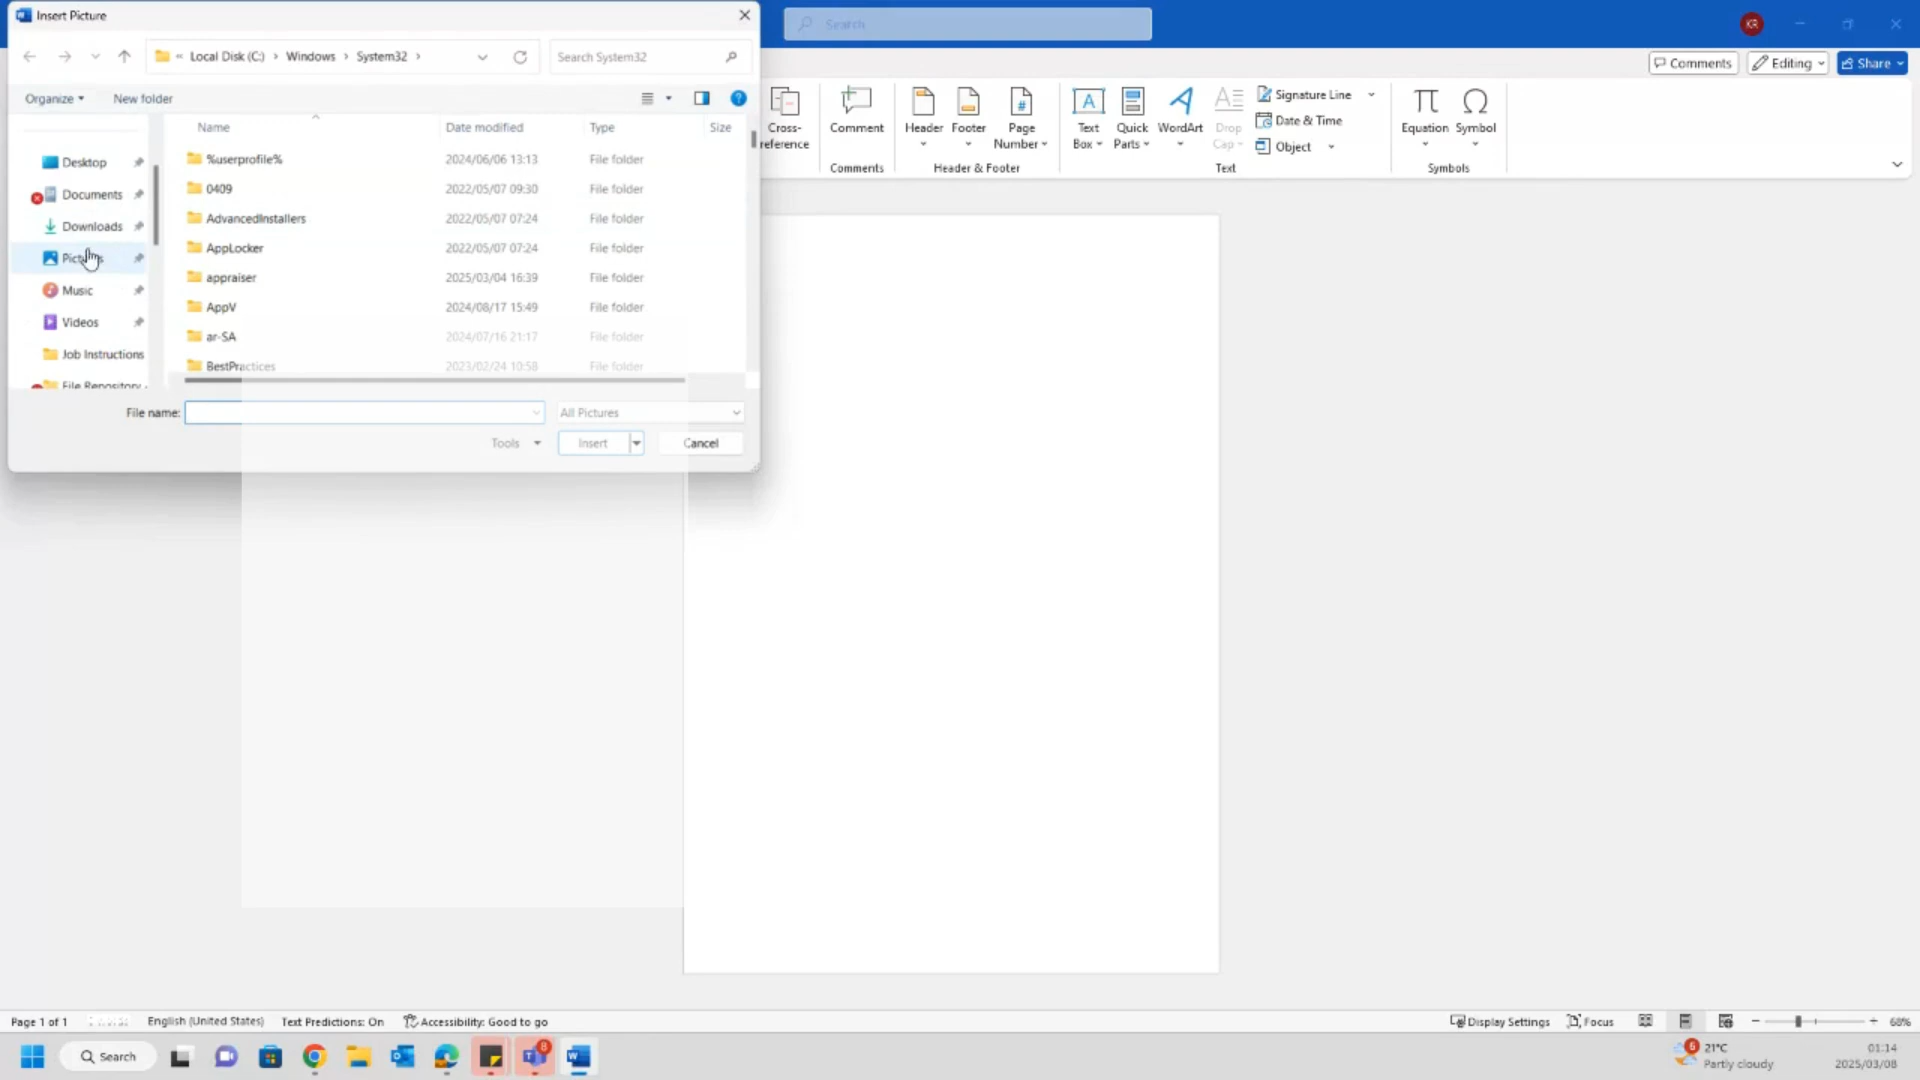 Insert Picture
Search
KR
« Local Disk (C:) > Windows > System32 >
Search System32
Comments
Editing
Share
Organize
New folder
Name
Date modified
Type
Size
%userprofile% 2024/06/06 13:13 File folder
0409 2022/05/07 09:30 File folder
AdvancedInstallers 2022/05/07 07:24 File folder
AppLocker 2022/05/07 07:24 File folder
appraiser 2025/03/04 16:39 File folder
AppV 2024/08/17 15:49 File folder
ar-SA 2024/07/16 21:17 File folder
BestPractices 2023/02/24 10:58 File folder
Desktop
Documents
Downloads
Pictures
Music
Videos
Job Instructions
File Repository
File name:
All Pictures
Tools
Insert
Cancel
Cross-
reference
Comment
Comments
Header
Footer
Page
Number
Header & Footer
Text
Box
Quick
Parts
WordArt
Drop
Cap
Signature Line
Date & Time
Object
Text
Equation
Symbol
Symbols
Page 1 of 1
English (United States)
Text Predictions: On
Accessibility: Good to go
Display Settings
Focus
68%
Search
8
6
21°C
Partly cloudy
01:14
2025/03/08